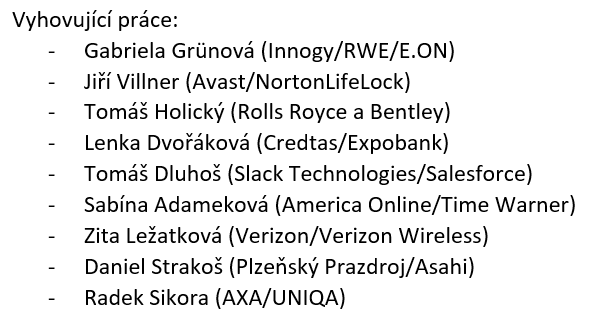 Vyhovující práce:
- Gabriela Grünová (Innogy/RWE/E.ON)
- Jiří Villner (Avast/NortonLifeLock)
- Tomáš Holický (Rolls Royce a Bentley)
- Lenka Dvořáková (Credtas/Expobank)
- Tomáš Dluhoš (Slack Technologies/Salesforce)
- Sabína Adameková (America Online/Time Warner)
- Zita Ležatková (Verizon/Verizon Wireless)
- Daniel Strakoš (Plzeňský Prazdroj/Asahi)
- Radek Sikora (AXA/UNIQA)